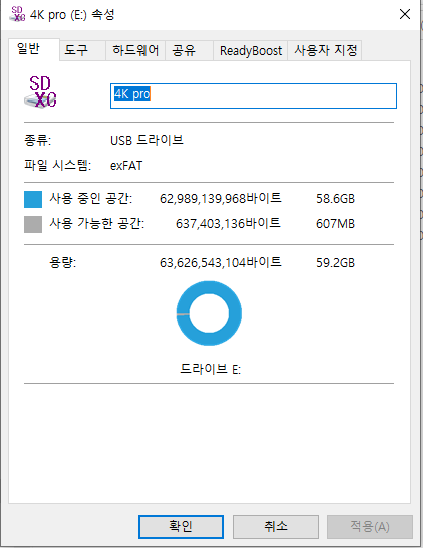 4K pro (E:) 속성
일반 도구 하드웨어 공유 ReadyBoost 사용자 지정
SD
XC
4K pro
종류: USB 드라이브
파일 시스템: exFAT
사용 중인 공간: 62,989,139,968바이트 58.6GB
사용 가능한 공간: 637,403,136바이트 607MB
용량: 63,626,543,104바이트 59.2GB
드라이브 E:
확인 취소 적용(A)